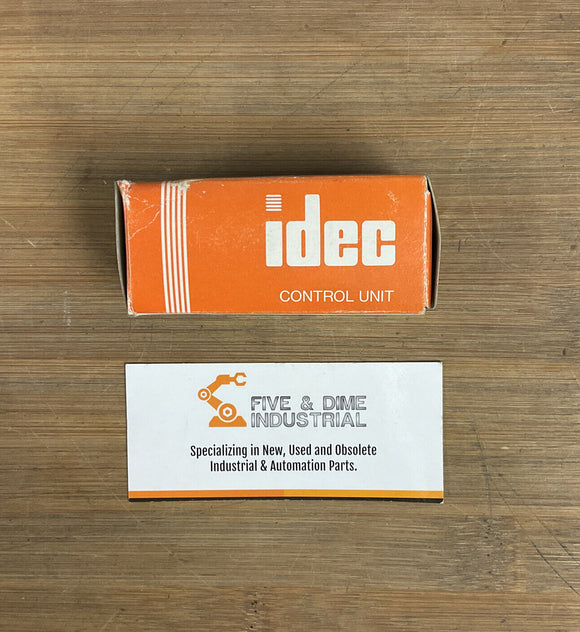 idec
CONTROL UNIT
FIVE & DIME
INDUSTRIAL
Specializing in New, Used and Obsolete
Industrial & Automation Parts.